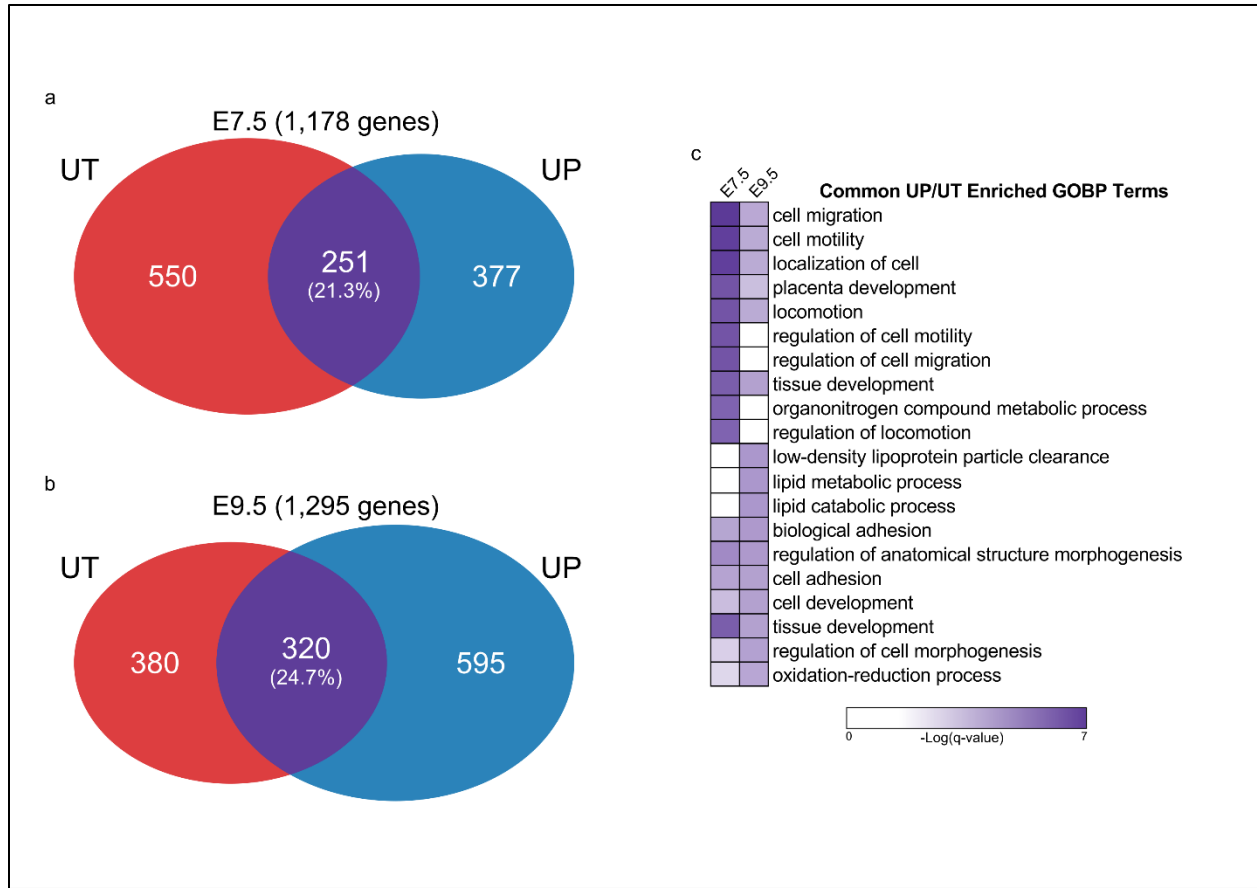 a
E7.5 (1,178 genes)
UT
UP
550
251
(21.3%)
377
b
E9.5 (1,295 genes)
UT
UP
380
320
(24.7%)
595
c
E7.5
E9.5
Common UP/UT Enriched GOBP Terms
cell migration
cell motility
localization of cell
placenta development
locomotion
regulation of cell motility
regulation of cell migration
tissue development
organonitrogen compound metabolic process
regulation of locomotion
low-density lipoprotein particle clearance
lipid metabolic process
lipid catabolic process
biological adhesion
regulation of anatomical structure morphogenesis
cell adhesion
cell development
tissue development
regulation of cell morphogenesis
oxidation-reduction process
0
-Log(q-value)
7